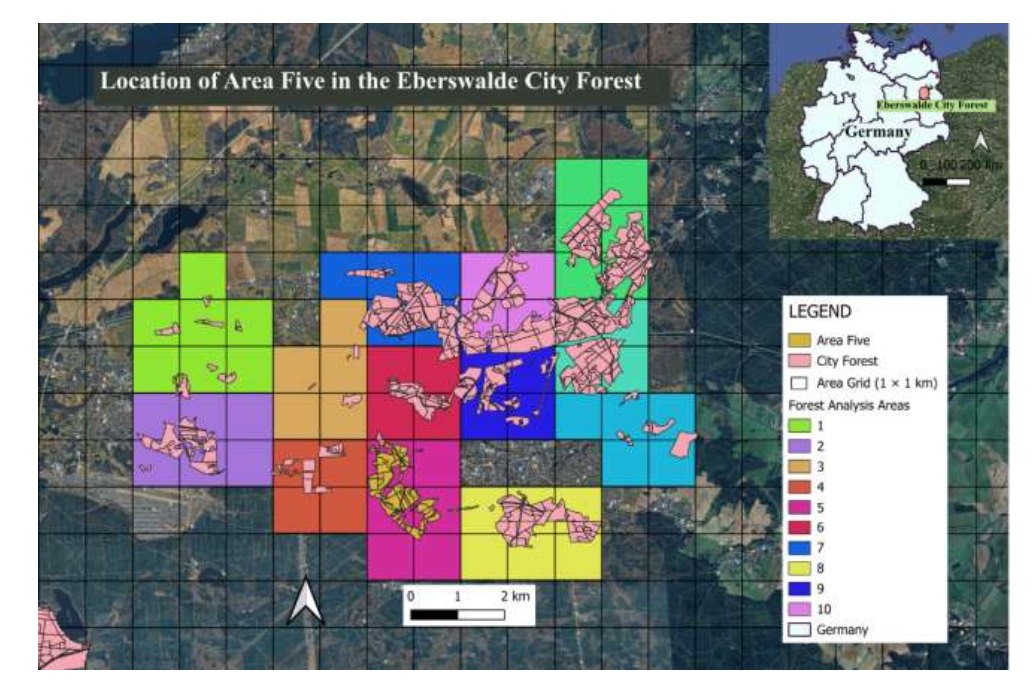 Location of Area Five in the Eberswalde City Forest
Eberswalde City Forest
Germany
0 100 200 km
LEGEND
Area Five
City Forest
Area Grid (1 × 1 km)
Forest Analysis Areas
1
2
3
4
5
6
7
8
9
10
Germany
0 1 2 km